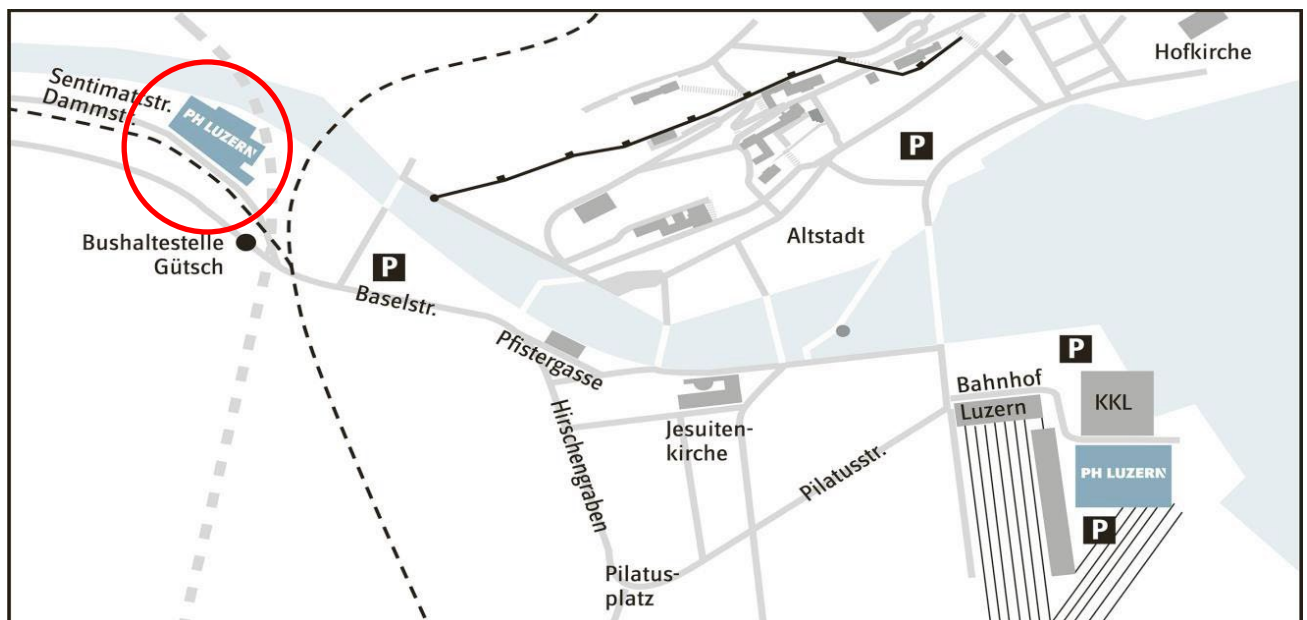 Hofkirche
Sentimattstr.
Dammstr.
PH LUZERN
P
Bushaltestelle
Gütsch
Altstadt
P
Baselstr.
Pfistergasse
P
Bahnhof
Luzern
KKL
Hirschengraben
Jesuiten-
kirche
Pilatusstr.
PH LUZERN
P
Pilatus-
platz